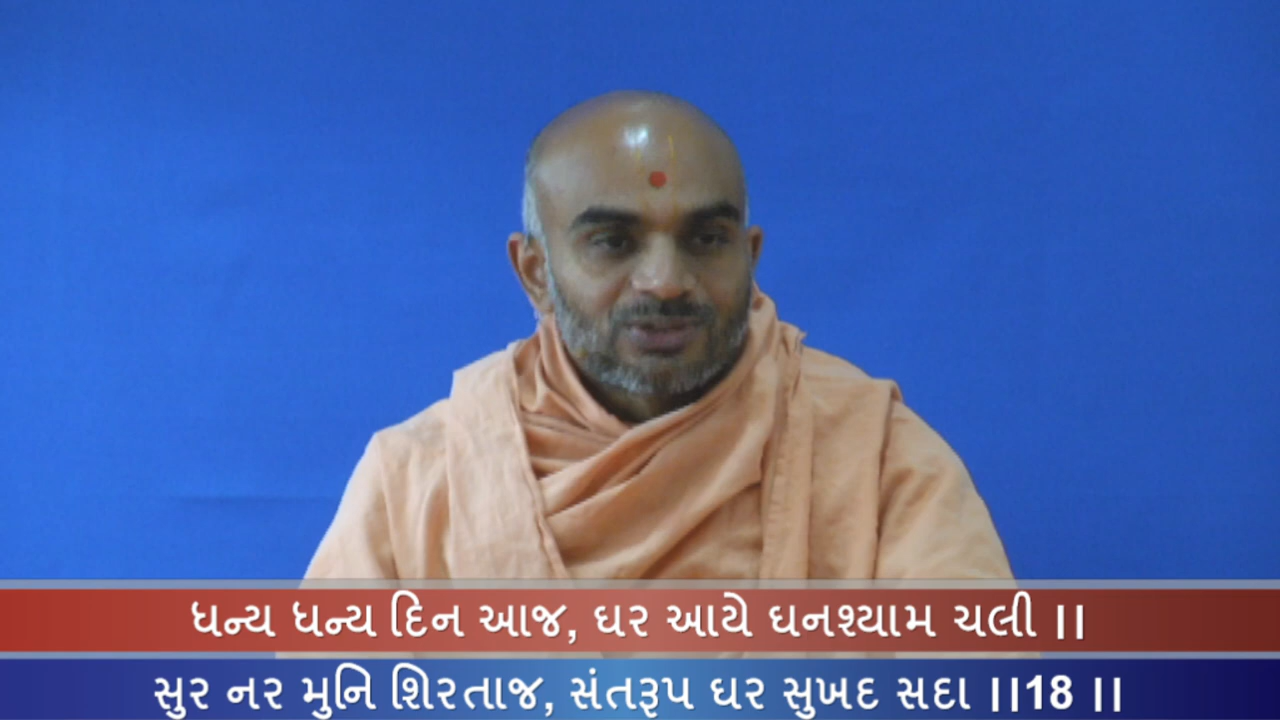 ધન્ય ધન્ય દિન આજ, ઘર આયે ઘનશ્યામ ચલી ।।
સુર નર મુનિ શિરતાજ, સંતરૂપ ઘર સુખદ સદા ।।18 ।।